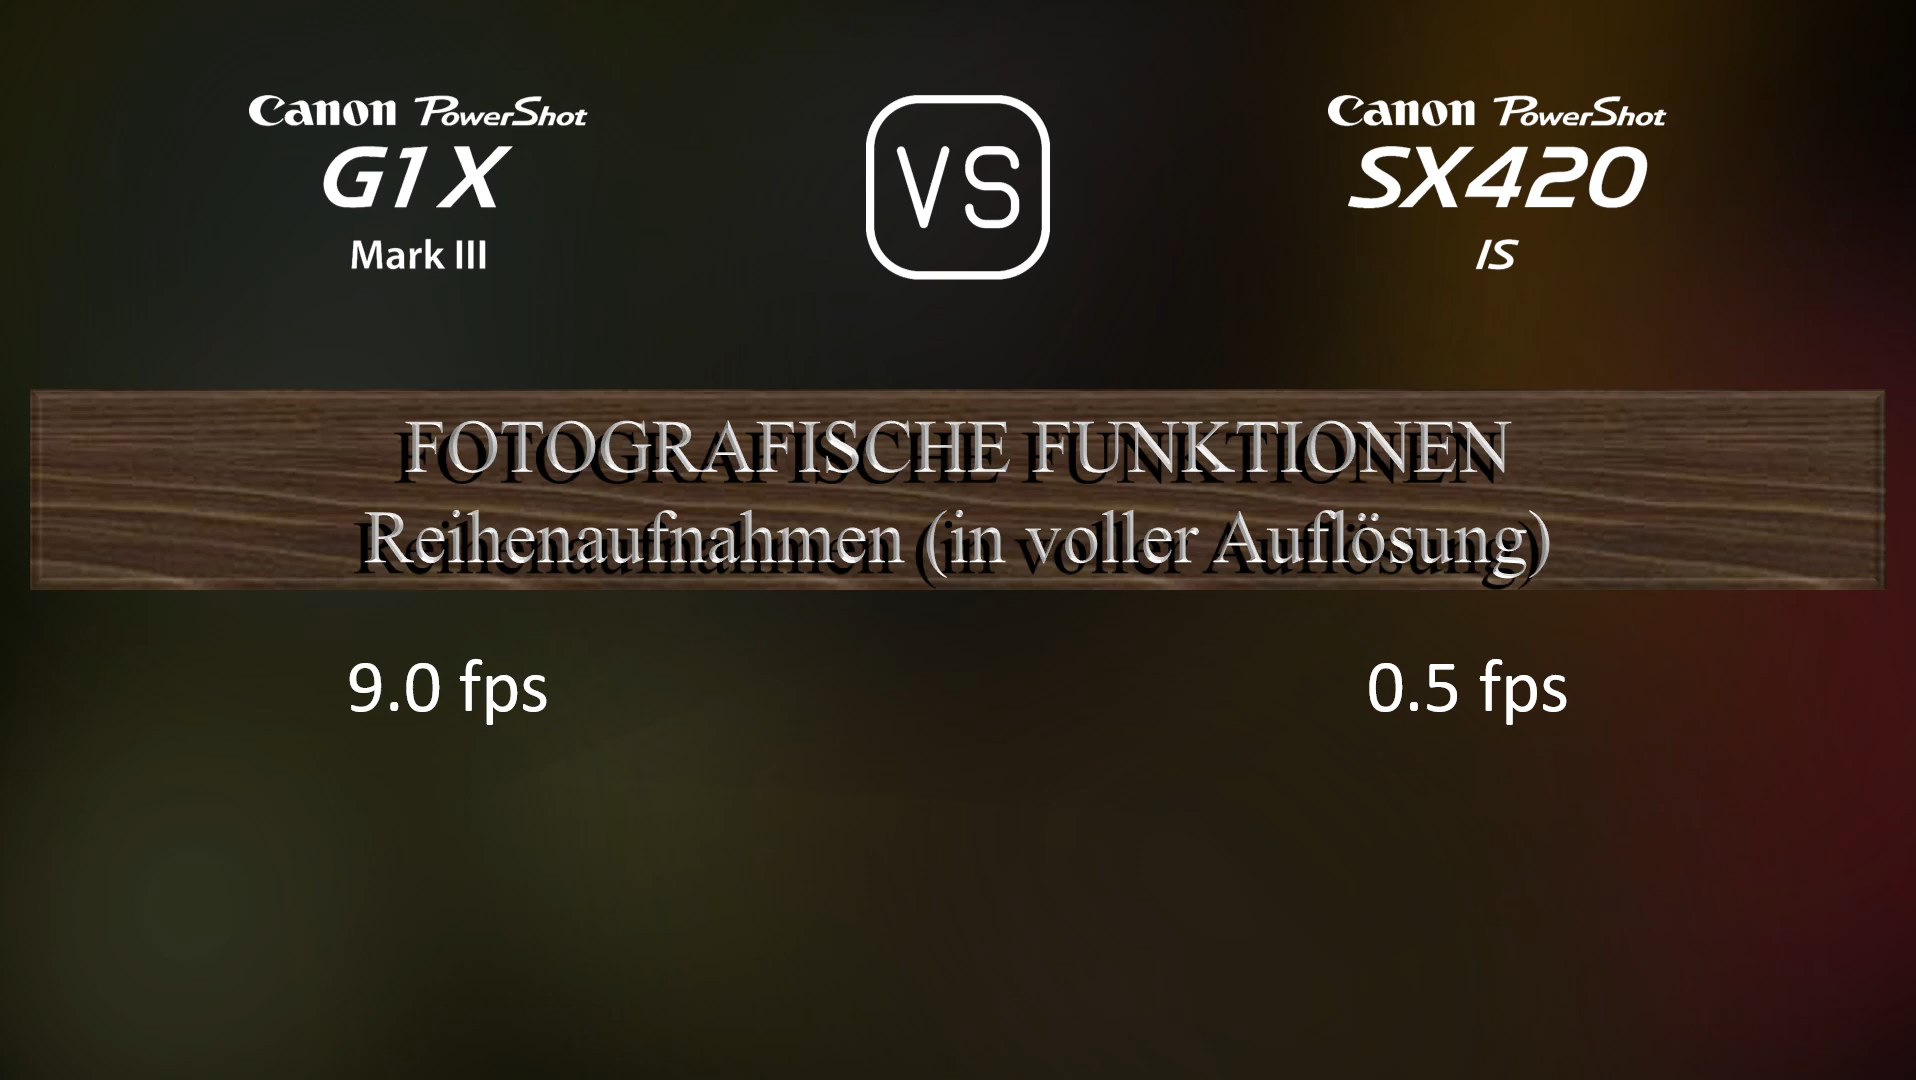 Canon PowerShot
G1 X
Mark III
VS
Canon PowerShot
SX420
IS
FOTOGRAFISCHE FUNKTIONEN
Reihenaufnahmen (in voller Auflösung)
9.0 fps
0.5 fps